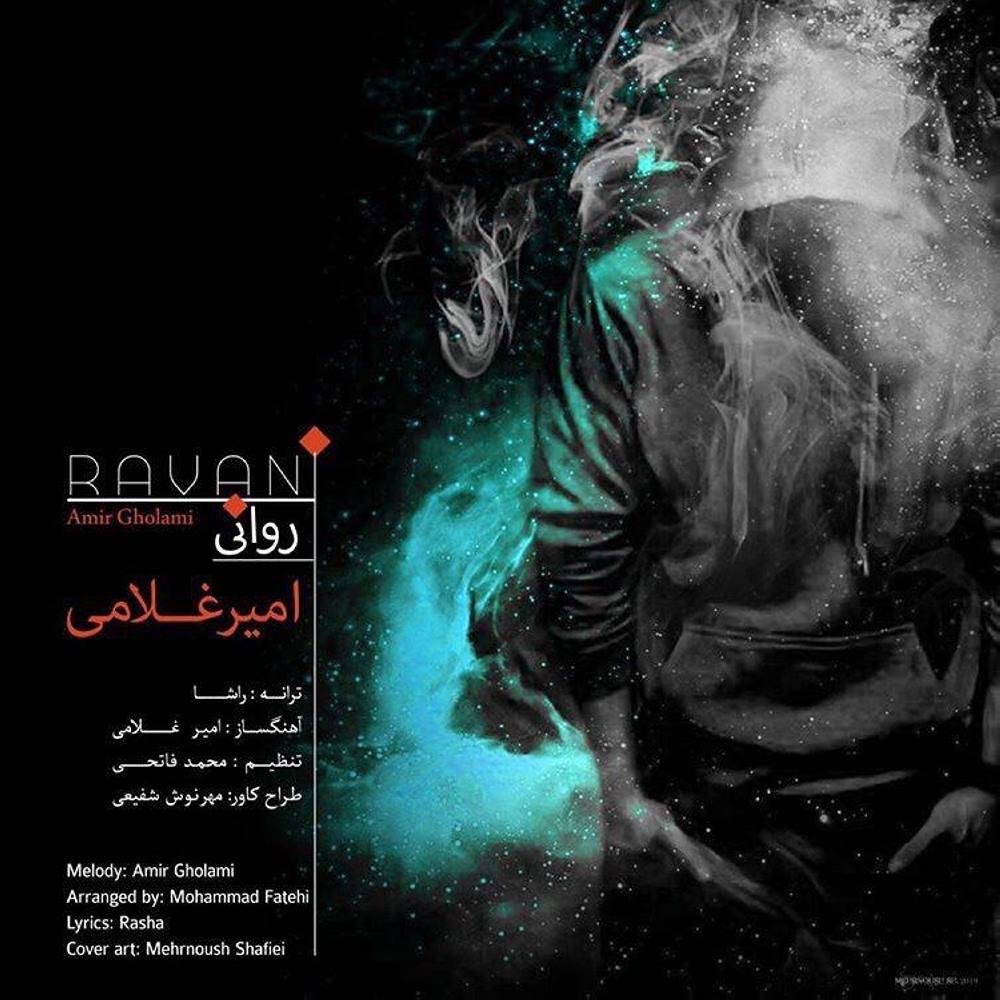 RAVANI
Amir Gholami
روانی
امیرغلامی
ترانه : راشا
آهنگساز : امیر غلامی
تنظیم : محمد فاتحی
طراح کاور: مهرنوش شفیعی
Melody: Amir Gholami
Arranged by: Mohammad Fatehi
Lyrics: Rasha
Cover art: Mehrnoush Shafiei